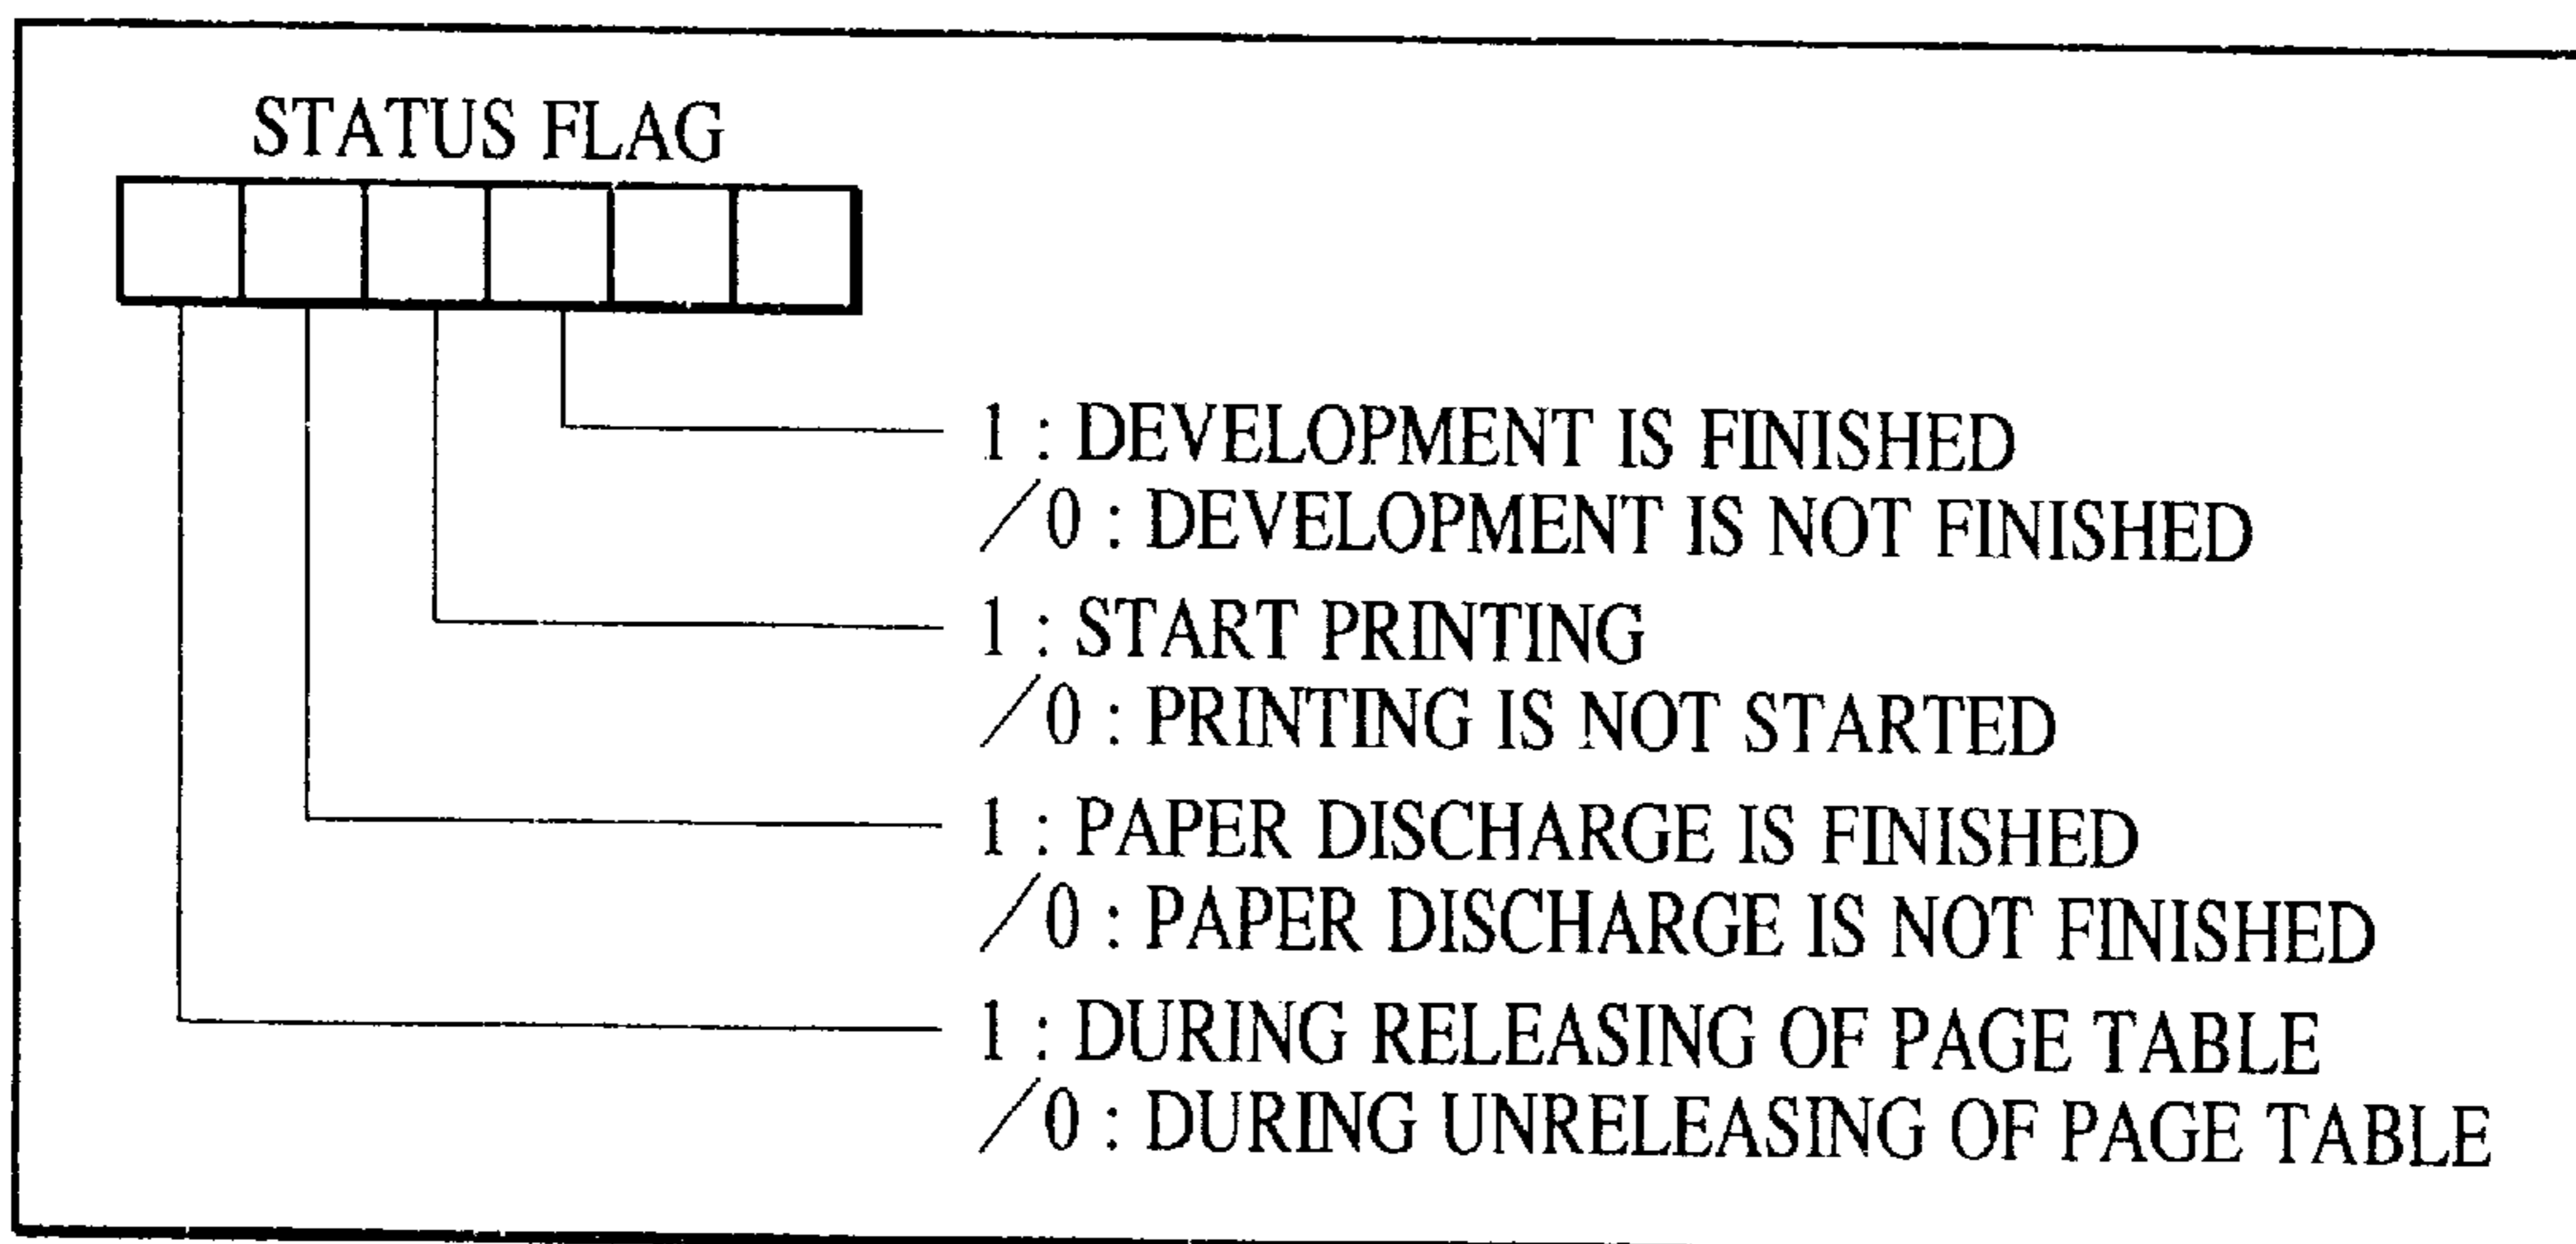 STATUS FLAG
1 : DEVELOPMENT IS FINISHED
/0 : DEVELOPMENT IS NOT FINISHED
1 : START PRINTING
/0 : PRINTING IS NOT STARTED
1 : PAPER DISCHARGE IS FINISHED
/0 : PAPER DISCHARGE IS NOT FINISHED
1 : DURING RELEASING OF PAGE TABLE
/0 : DURING UNRELEASING OF PAGE TABLE